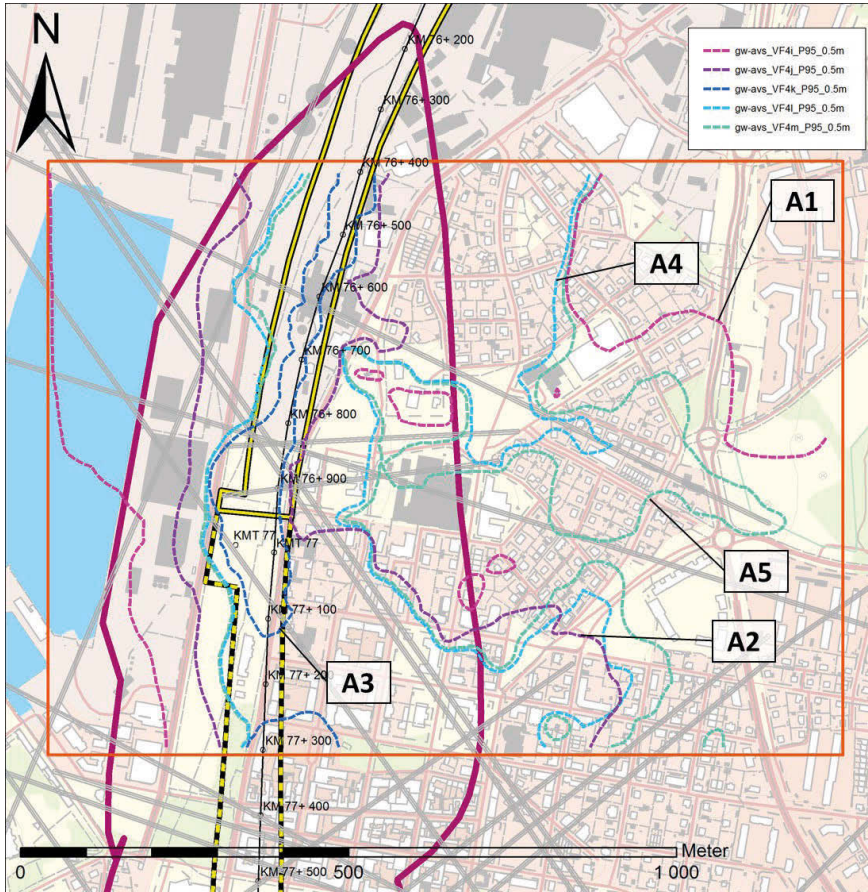 N
gw-avs_VF4i_P95_0.5m
gw-avs_VF4j_P95_0.5m
gw-avs_VF4k_P95_0.5m
gw-avs_VF4l_P95_0.5m
gw-avs_VF4m_P95_0.5m
KM 76+ 200
KM 76+ 300
KM 76+ 400
A1
KM 76+ 500
A4
KM 76+ 600
KM 76+ 700
KM 76+ 800
KM 76+ 900
KMT 77
KM 77
A5
KM 77+ 100
A2
A3
KM 77+ 200
KM 77+ 300
KM 77+ 400
Meter
0 500 1 000
KM 77+ 500